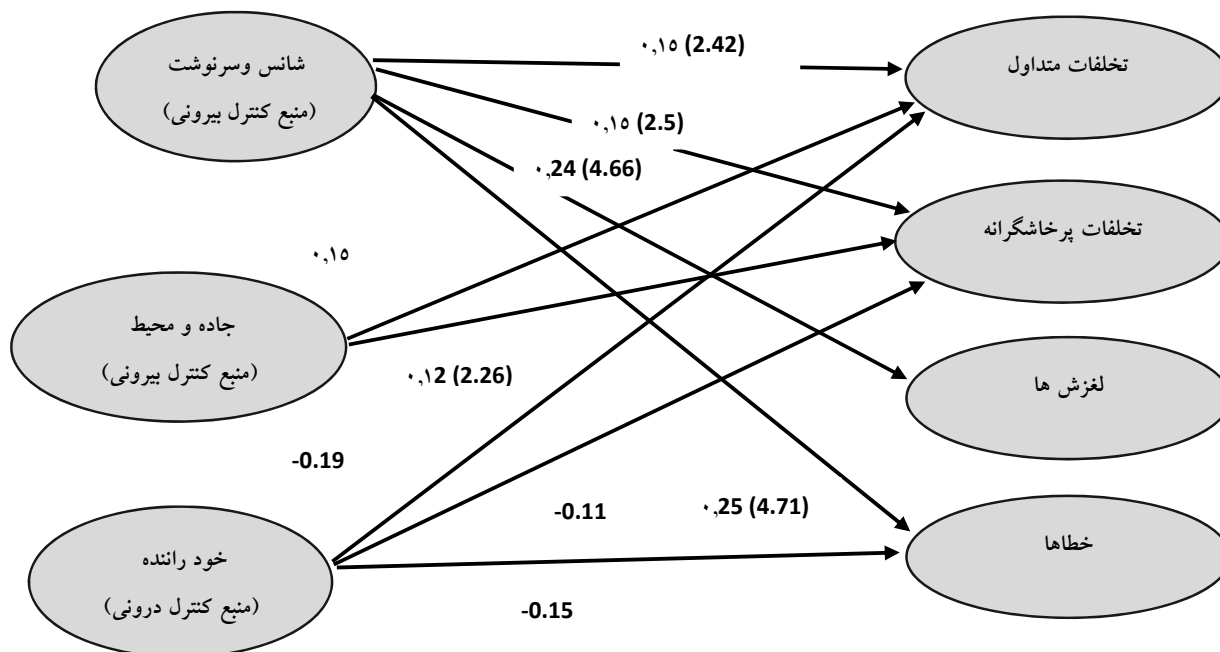 شانس وسرنوشت
(منبع کنترل بیرونی)
۰,۱۵ (2.42)
تخلفات متداول
۰,۱۵ (2.5)
۰,24 (4.66)
تخلفات پرخاشگرانه
۰,۱۵
جاده و محیط
(منبع کنترل بیرونی)
۰,۱2 (2.26)
لغزش ها
-0.19
-0.11
۰,25 (4.71)
خطاها
خود راننده
(منبع کنترل درونی)
-0.15